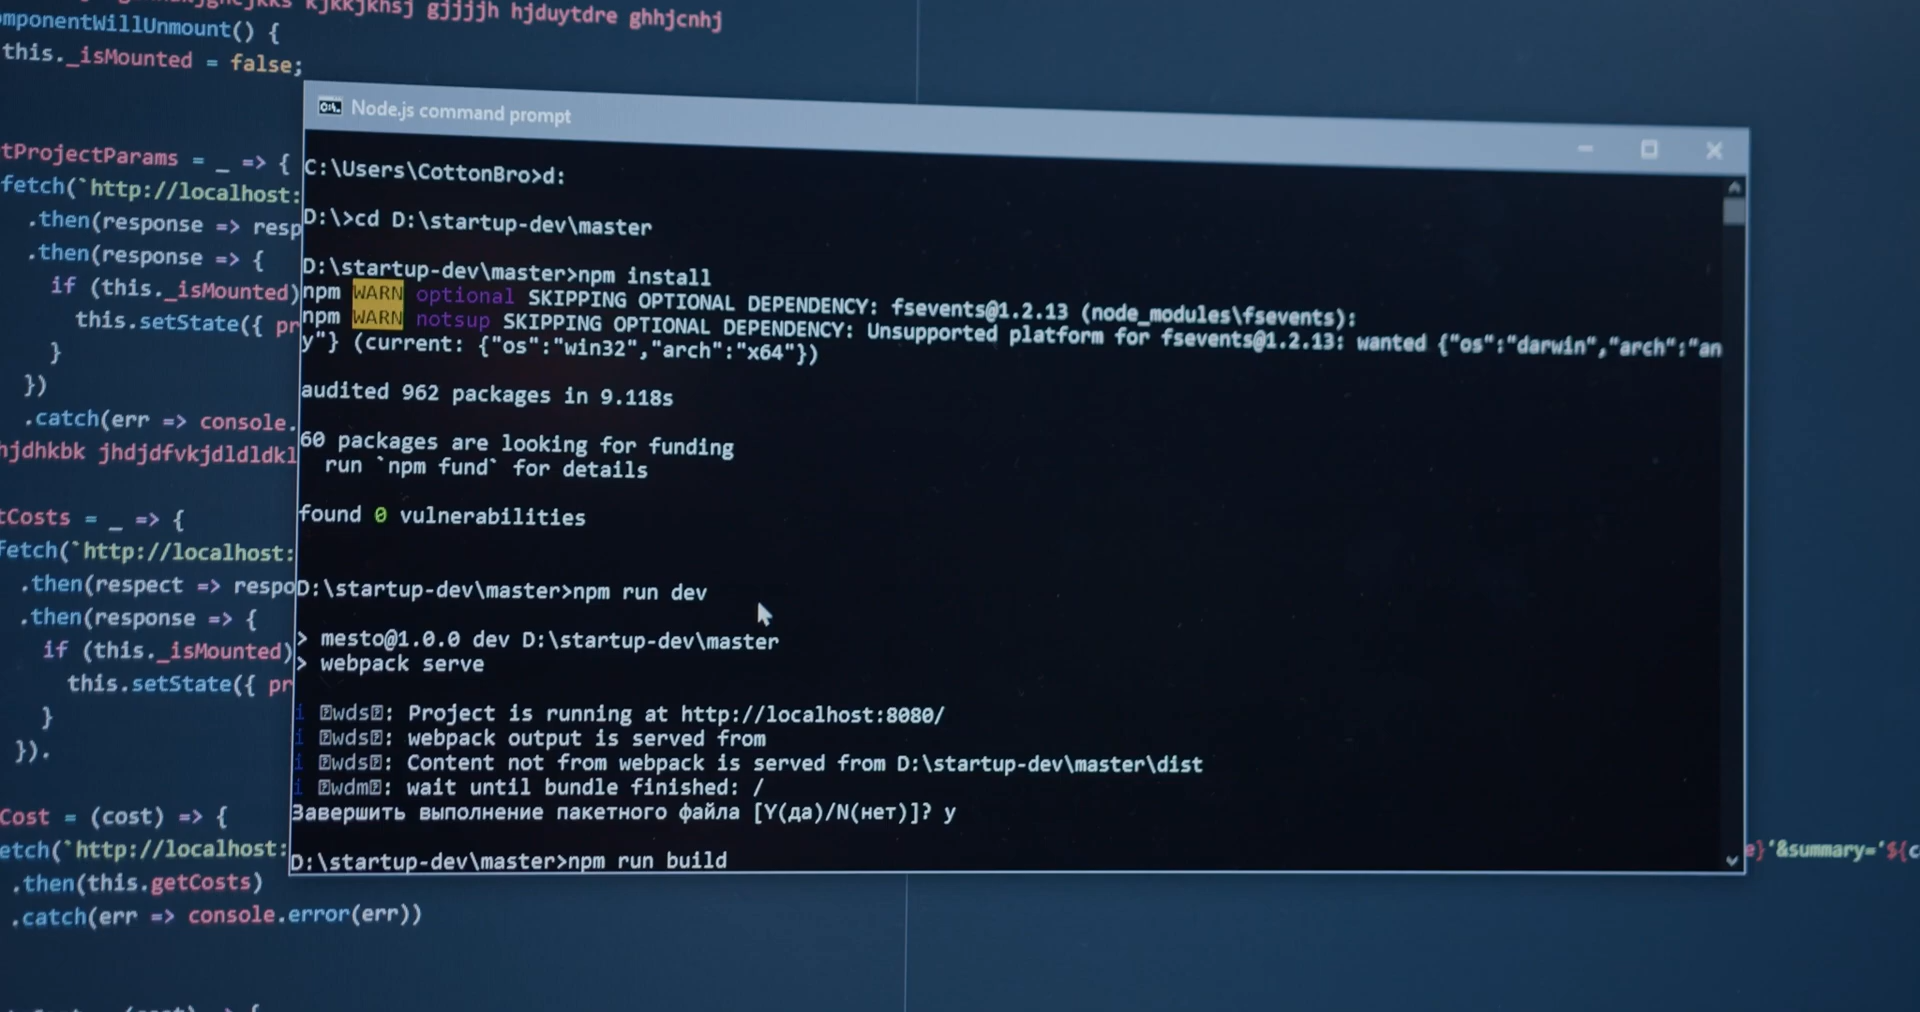 kjkkjkhsj gjjjjh hjduytdre ghhjcnhj
componentWillUnmount() {
this._isMounted = false;
tProjectParams = _ => {
fetch(`http://localhost:
.then(response => resp
.then(response => {
if (this._isMounted)
this.setState({ pr
}
})
.catch(err => console.
hjdhkbk jhdjdfvkjdldldkl
tCosts = _ => {
fetch(`http://localhost:
.then(respect => respo
.then(response => {
if (this._isMounted)
this.setState({ pr
}
}).
Cost = (cost) => {
etch(`http://localhost:
.then(this.getCosts)
.catch(err => console.error(err))
Node.js command prompt
C:\Users\CottonBro>d:
D:\>cd D:\startup-dev\master
D:\startup-dev\master>npm install
npm WARN optional SKIPPING OPTIONAL DEPENDENCY: fsevents@1.2.13 (node_modules\fsevents):
npm WARN notsup SKIPPING OPTIONAL DEPENDENCY: Unsupported platform for fsevents@1.2.13: wanted {"os":"darwin","arch":"an
y"} (current: {"os":"win32","arch":"x64"})
audited 962 packages in 9.118s
60 packages are looking for funding
run `npm fund` for details
found 0 vulnerabilities
D:\startup-dev\master>npm run dev
> mesto@1.0.0 dev D:\startup-dev\master
> webpack serve
i ⍰wds⍰: Project is running at http://localhost:8080/
i ⍰wds⍰: webpack output is served from
i ⍰wds⍰: Content not from webpack is served from D:\startup-dev\master\dist
i ⍰wdm⍰: wait until bundle finished: /
Завершить выполнение пакетного файла [Y(да)/N(нет)]? y
D:\startup-dev\master>npm run build
e}'&summary='${c